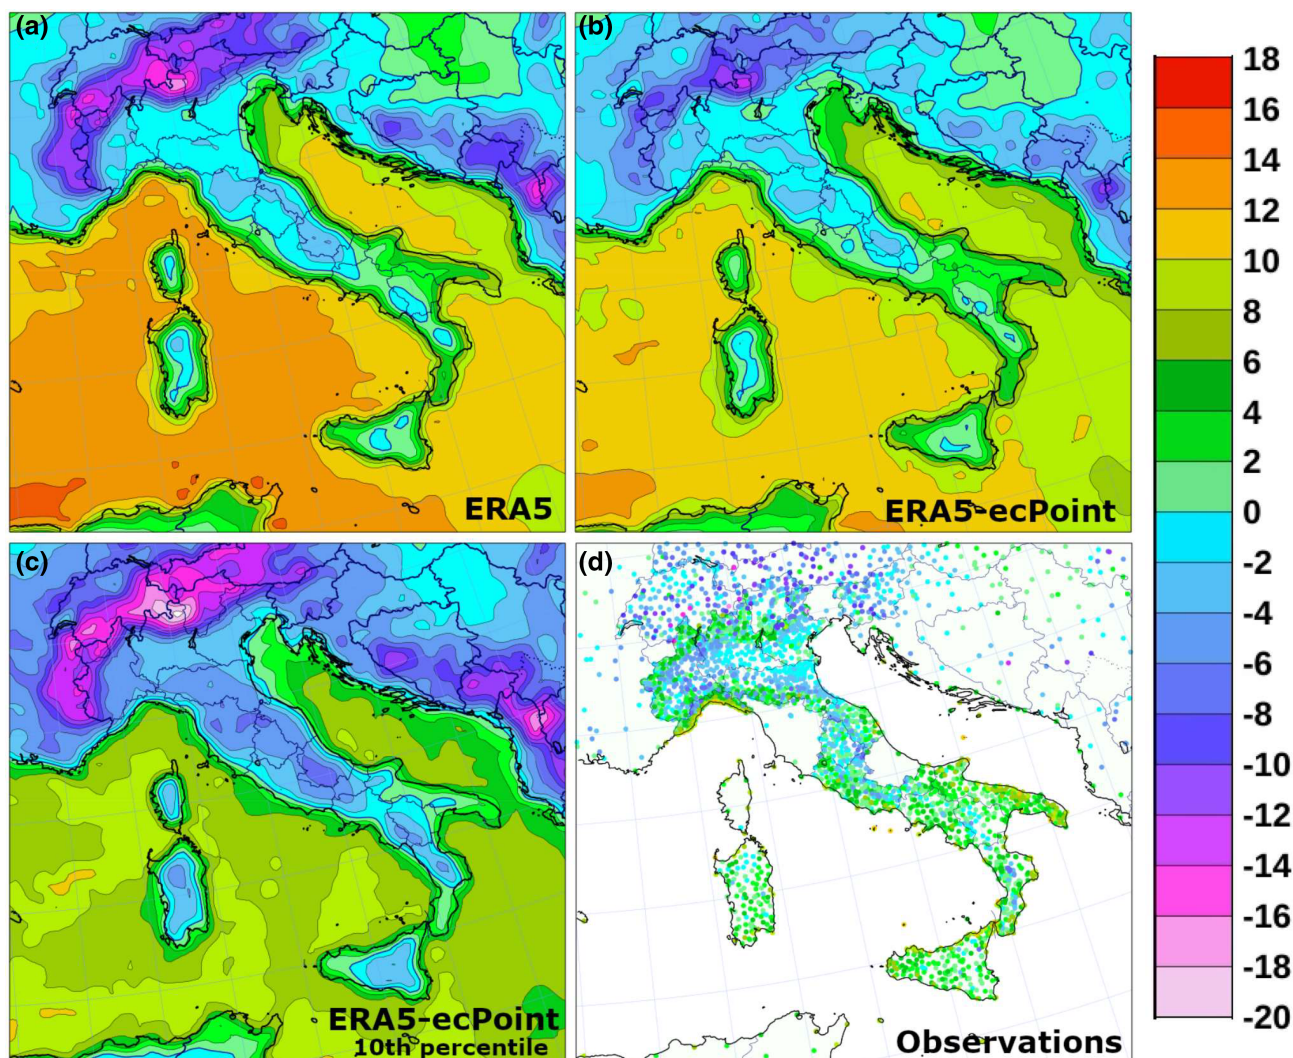 (a)
ERA5
(b)
ERA5-ecPoint
(c)
ERA5-ecPoint
10th percentile
(d)
Observations
18
16
14
12
10
8
6
4
2
0
-2
-4
-6
-8
-10
-12
-14
-16
-18
-20